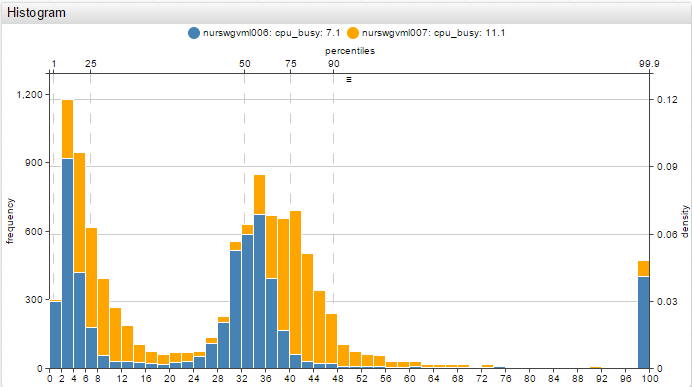 Histogram
nurswgvml006: cpu_busy: 7.1 nurswgvml007: cpu_busy: 11.1
percentiles
1 25 50 75 90 99.9
1,200 0.12
900 0.09
frequency density
600 0.06
300 0.03
0 0
0 2 4 6 8 12 16 20 24 28 32 36 40 44 48 52 56 60 64 68 72 76 80 84 88 92 96 100